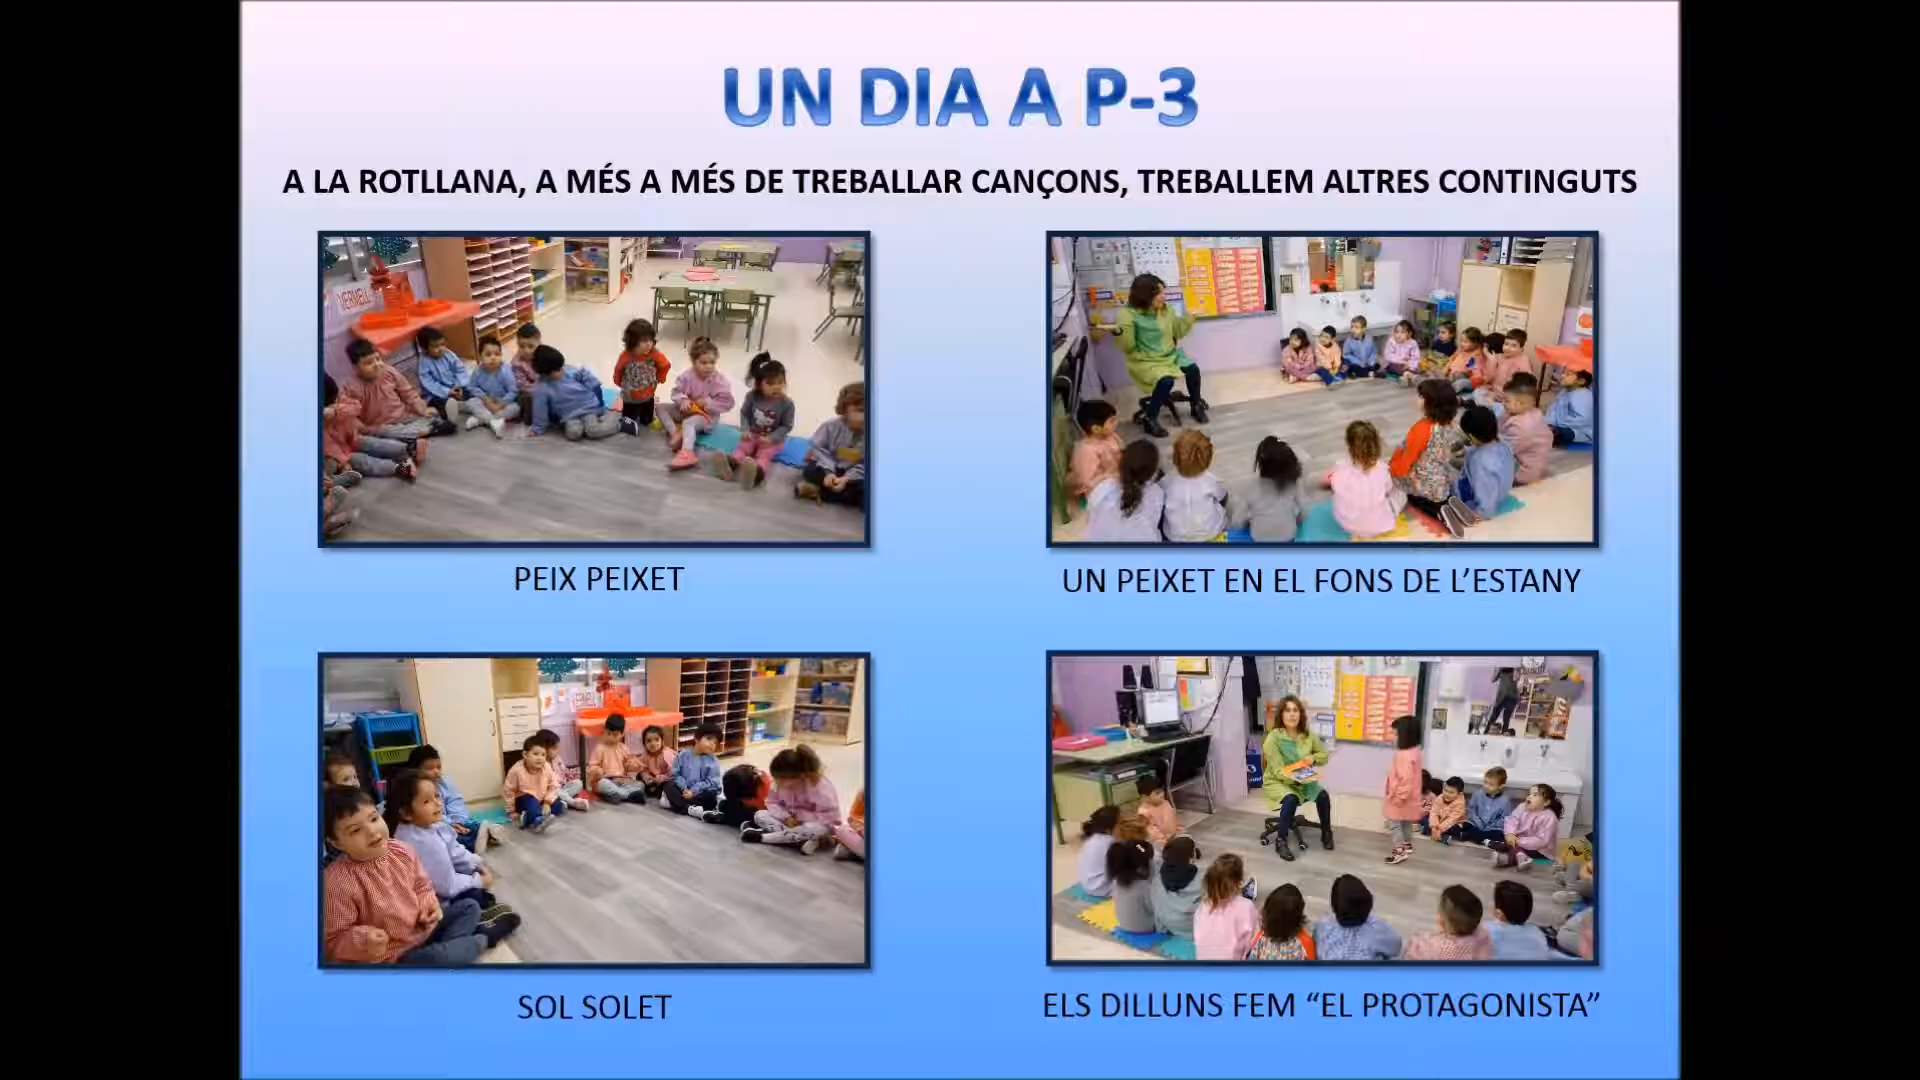 UN DIA A P-3
A LA ROTLLANA, A MÉS A MÉS DE TREBALLAR CANÇONS, TREBALLEM ALTRES CONTINGUTS
VERMELL
PEIX PEIXET
UN PEIXET EN EL FONS DE L’ESTANY
SOL SOLET
ELS DILLUNS FEM “EL PROTAGONISTA”